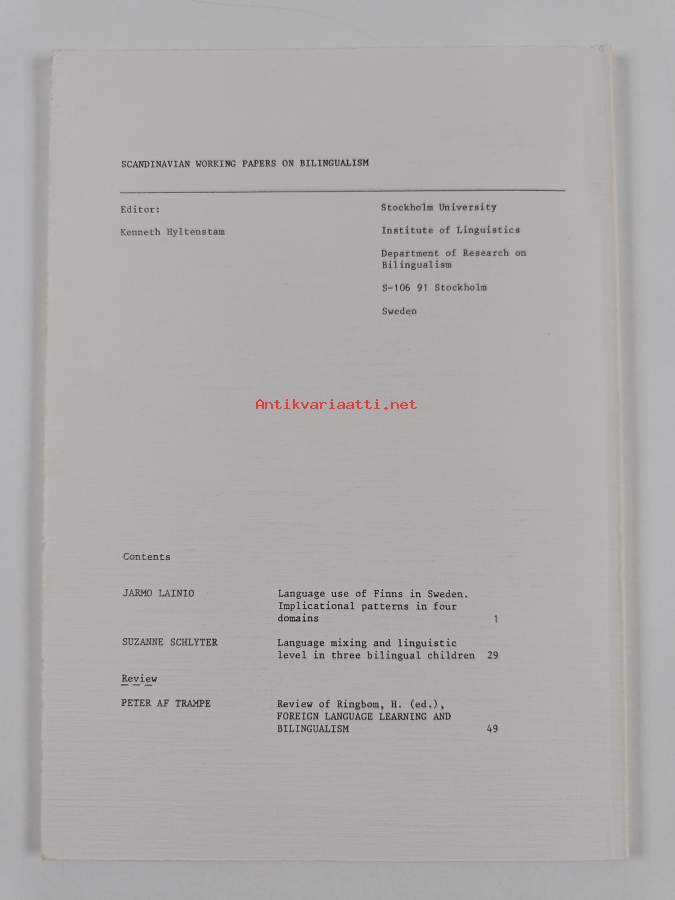 SCANDINAVIAN WORKING PAPERS ON BILINGUALISM
Editor:
Kenneth Hyltenstam
Stockholm University
Institute of Linguistics
Department of Research on
Bilingualism
S-106 91 Stockholm
Sweden
Antikvariaatti.net
Contents
JARMO LAINIO Language use of Finns in Sweden.
Implicational patterns in four
domains 1
SUZANNE SCHLYTER Language mixing and linguistic
level in three bilingual children 29
Review
PETER AF TRAMPE Review of Ringbom, H. (ed.),
FOREIGN LANGUAGE LEARNING AND
BILINGUALISM 49